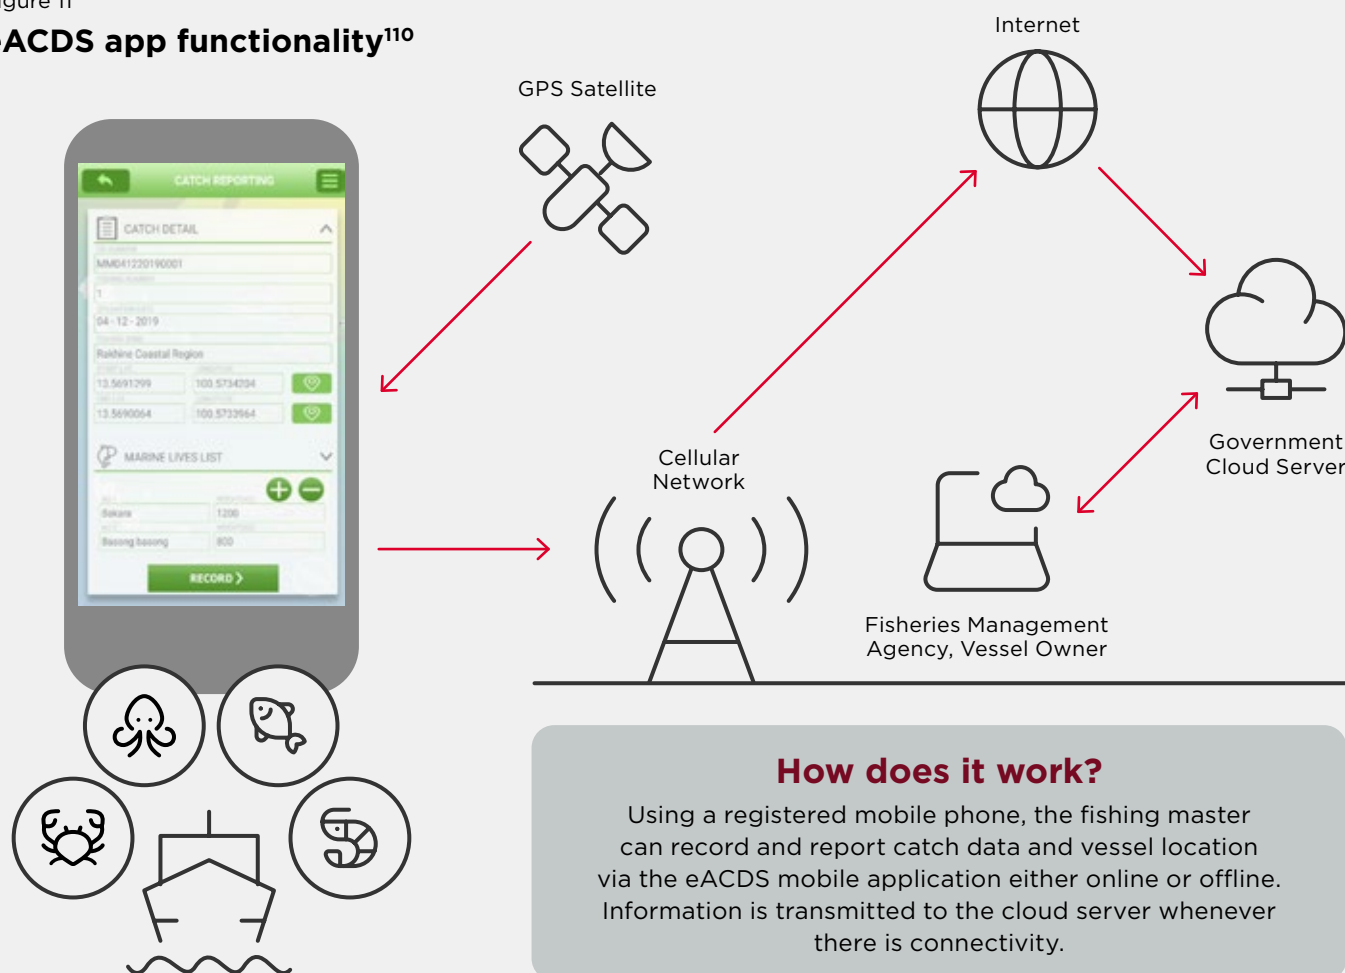 Figure 11
eACDS app functionality110
Internet
GPS Satellite
CATCH REPORTING
CATCH DETAIL
MM041220190001
1
04 - 12 - 2019
Rakhine Coastal Region
13.5691299 100.5734204
13.5690064 100.5733964
MARINE LIVES LIST
Bakara 1200
Basong basong 800
RECORD
Cellular
Network
Government
Cloud Server
Fisheries Management
Agency, Vessel Owner
How does it work?
Using a registered mobile phone, the fishing master
can record and report catch data and vessel location
via the eACDS mobile application either online or offline.
Information is transmitted to the cloud server whenever
there is connectivity.